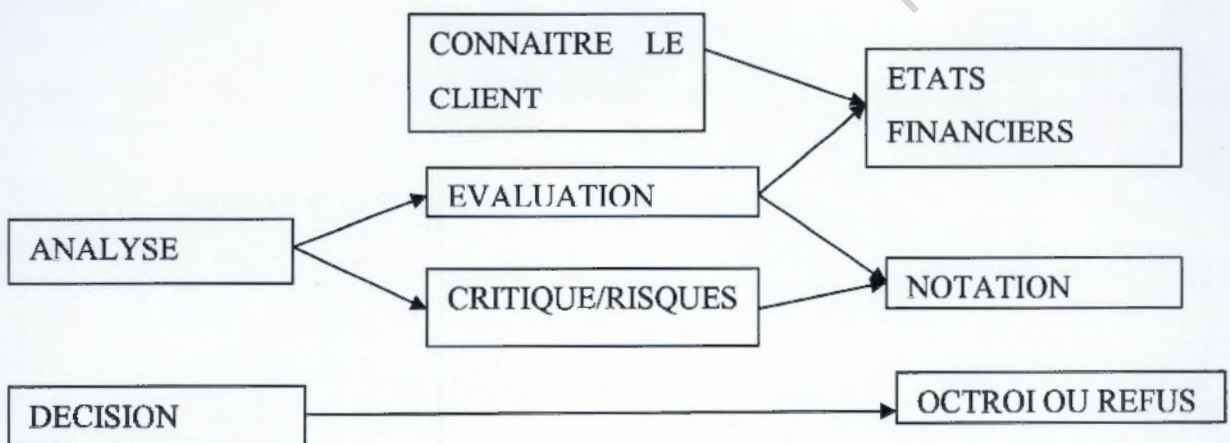 CONNAITRE LE
CLIENT
ETATS
FINANCIERS
EVALUATION
ANALYSE
CRITIQUE/RISQUES
NOTATION
DECISION
OCTROI OU REFUS